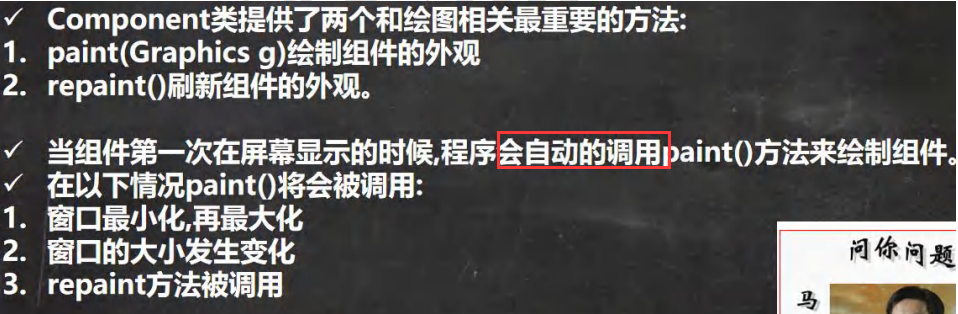 ✓ Component类提供了两个和绘图相关最重要的方法:
1. paint(Graphics g)绘制组件的外观
2. repaint()刷新组件的外观。
✓ 当组件第一次在屏幕显示的时候,程序会自动的调用paint()方法来绘制组件。
✓ 在以下情况paint()将会被调用:
1. 窗口最小化,再最大化
2. 窗口的大小发生变化
3. repaint方法被调用
问你问题
马